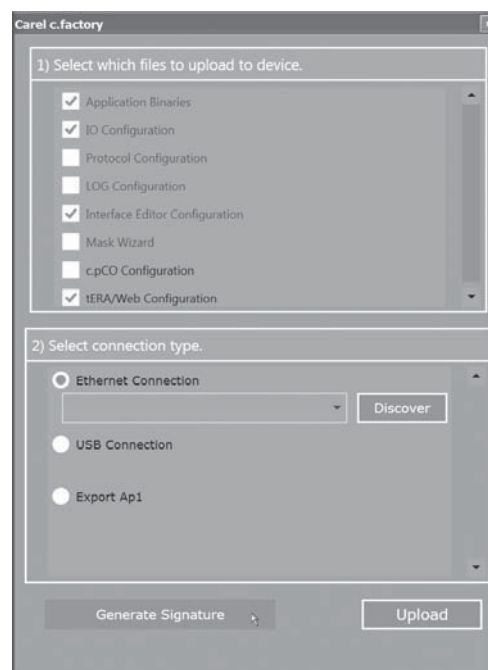 Carel c.factory
1) Select which files to upload to device.
Application Binaries
IO Configuration
Protocol Configuration
LOG Configuration
Interface Editor Configuration
Mask Wizard
c.pCO Configuration
tERA/Web Configuration
2) Select connection type.
Ethernet Connection
Discover
USB Connection
Export Ap1
Generate Signature Upload